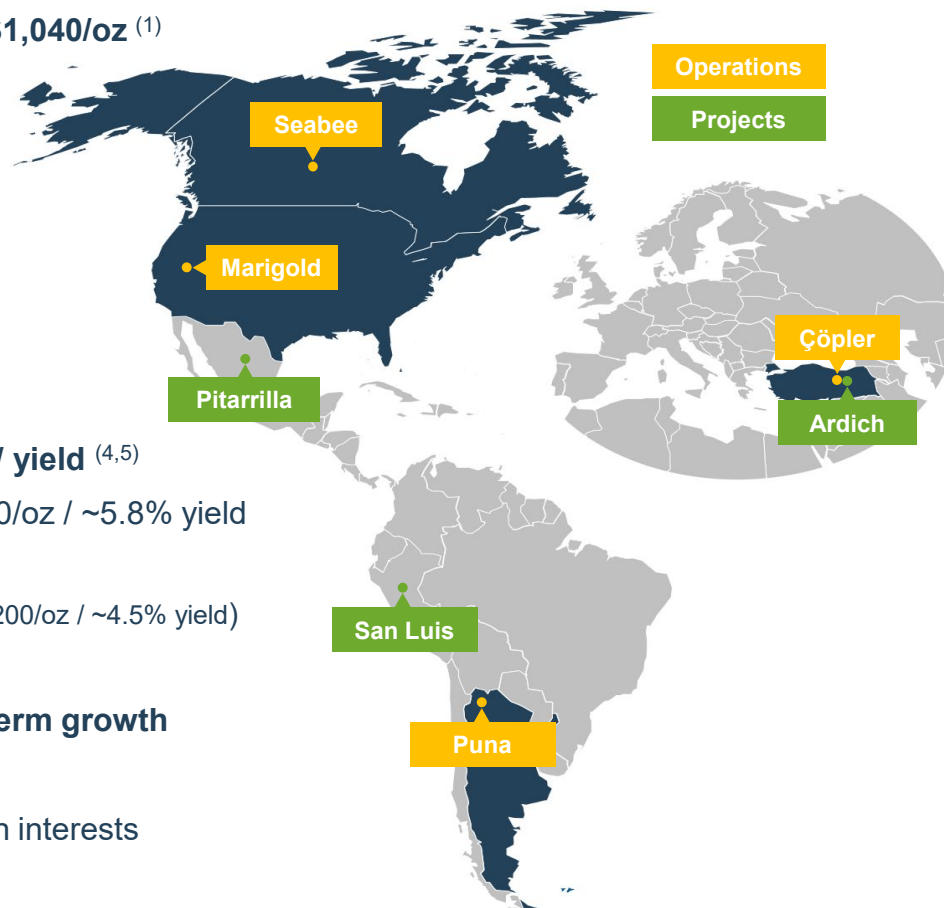 $1,040/oz (1)
Operations
Projects
Seabee
Marigold
Çöpler
Pitarrilla
Ardich
yield (4,5)
0/oz / ~5.8% yield
200/oz / ~4.5% yield)
San Luis
erm growth
Puna
interests